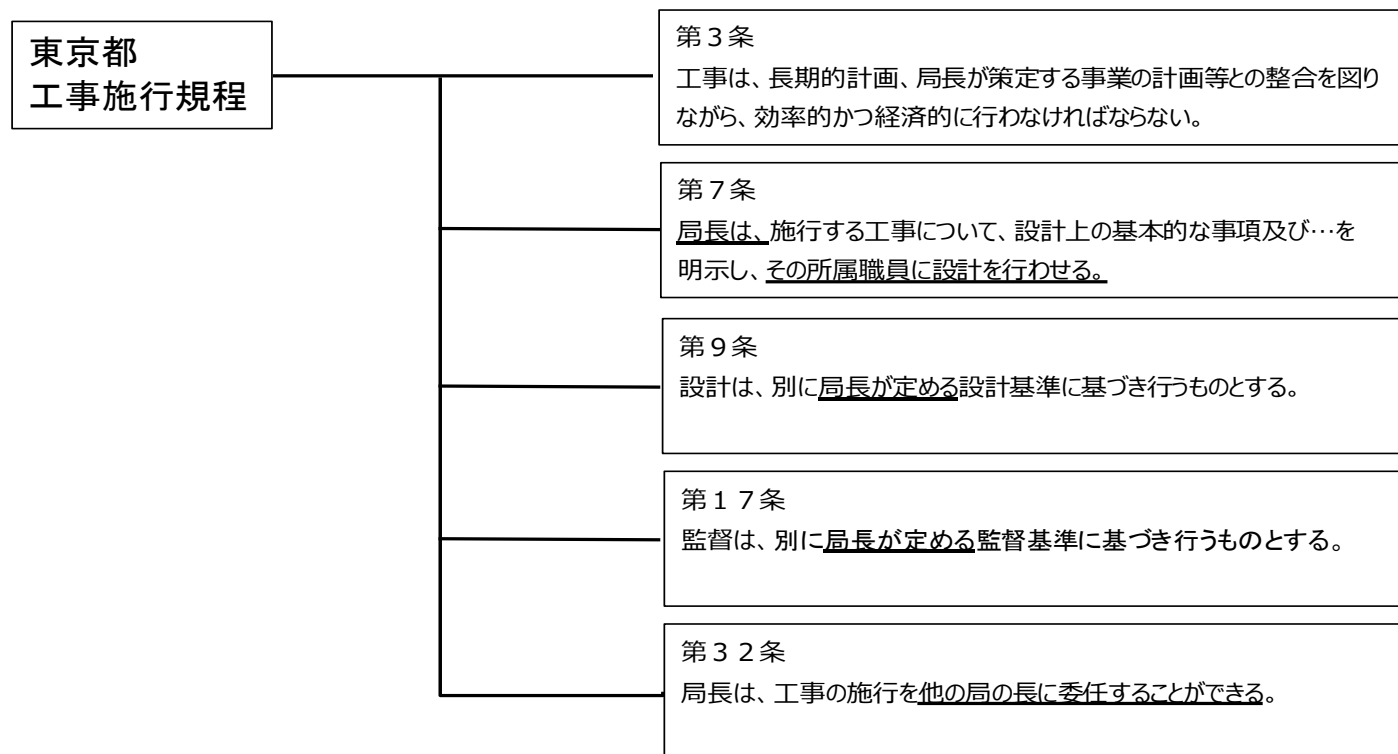 東京都
工事施行規程
第３条
工事は、長期的計画、局長が策定する事業の計画等との整合を図り
ながら、効率的かつ経済的に行わなければならない。
第７条
局長は、施行する工事について、設計上の基本的な事項及び…を
明示し、その所属職員に設計を行わせる。
第９条
設計は、別に局長が定める設計基準に基づき行うものとする。
第１７条
監督は、別に局長が定める監督基準に基づき行うものとする。
第３２条
局長は、工事の施行を他の局の長に委任することができる。